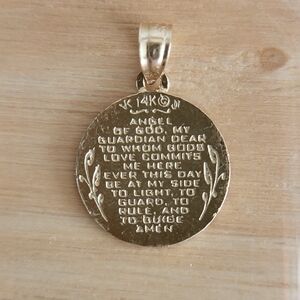 14K
ANGEL
OF GOD, MY
GUARDIAN DEAR
TO WHOM GODS
LOVE COMMITS
ME HERE
EVER THIS DAY
BE AT MY SIDE
TO LIGHT, TO
GUARD, TO
RULE, AND
TO GUIDE
AMEN